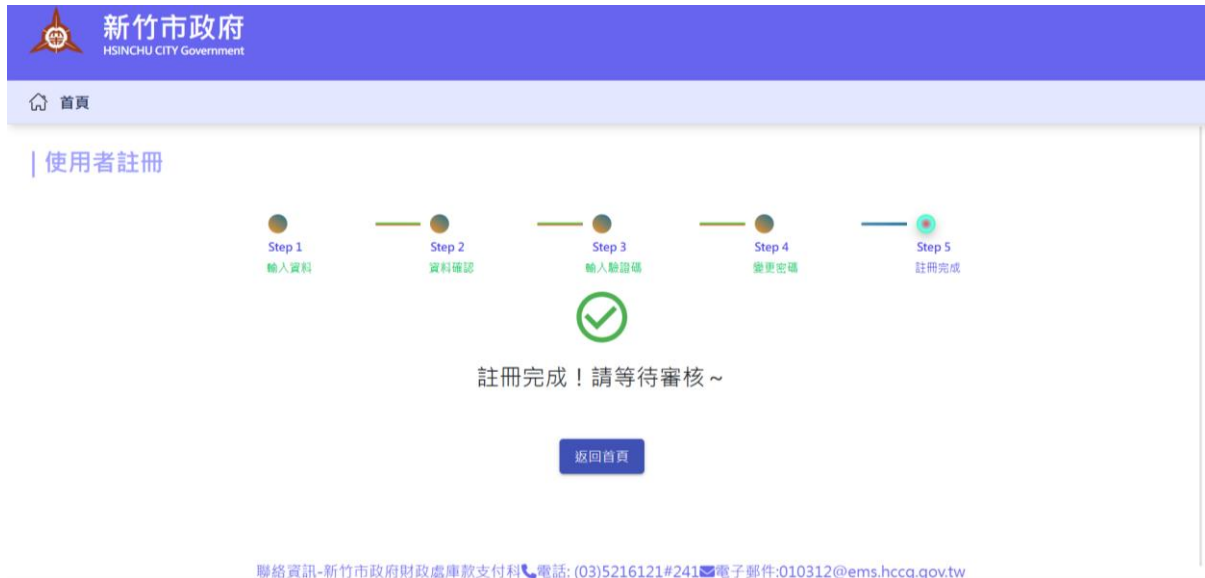 新竹市政府
HSINCHU CITY Government
首頁
使用者註冊
Step 1 Step 2 Step 3 Step 4 Step 5
輸入資料 資料確認 輸入驗證碼 變更密碼 註冊完成
註冊完成！請等待審核~
返回首頁
聯絡資訊-新竹市政府財政處庫款支付科電話: (03)5216121#241電子郵件:010312@ems.hccg.gov.tw